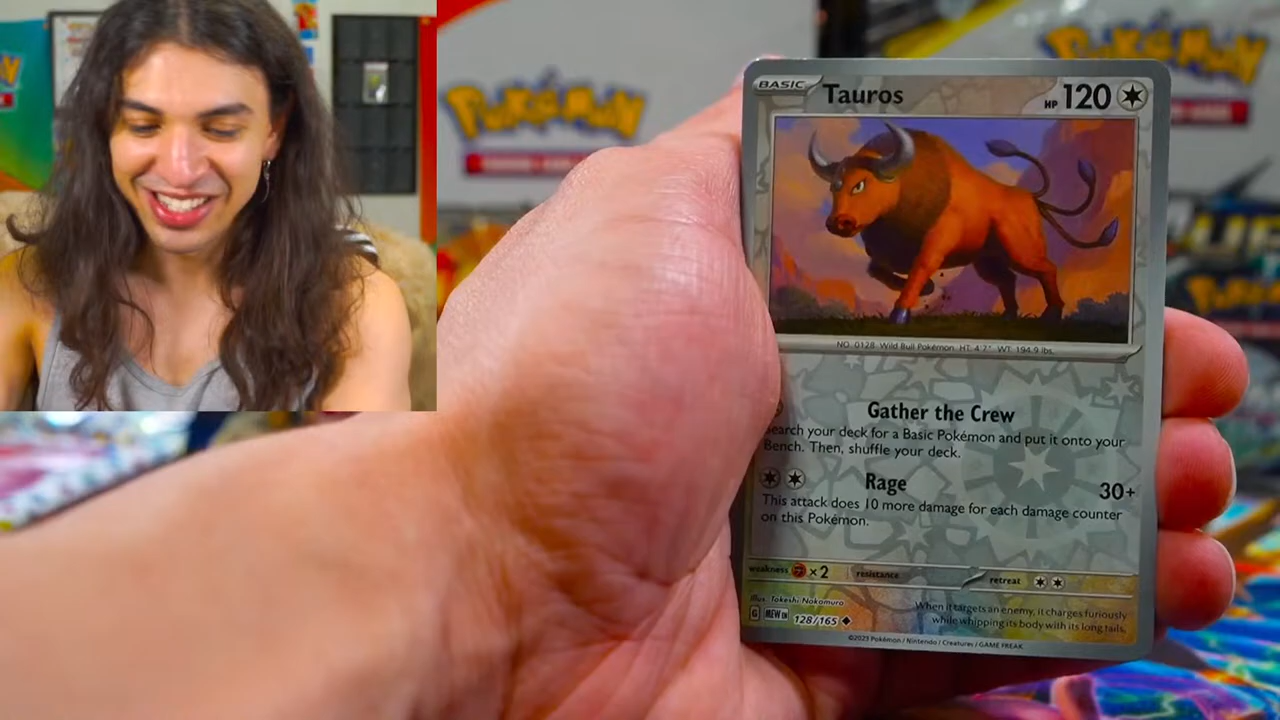 POKÉMON
POKÉMON
BASIC Tauros HP 120
NO. 0128 Wild Bull Pokémon HT: 4'7" WT: 194.9 lbs.
Gather the Crew
Search your deck for a Basic Pokémon and put it onto your
Bench. Then, shuffle your deck.
Rage 30+
This attack does 10 more damage for each damage counter
on this Pokémon.
weakness ×2 resistance retreat
Illus. Takeshi Nakamura
G MEW EN 128/165
When it targets an enemy, it charges furiously
while whipping its body with its long tails.
©2023 Pokémon / Nintendo / Creatures / GAME FREAK